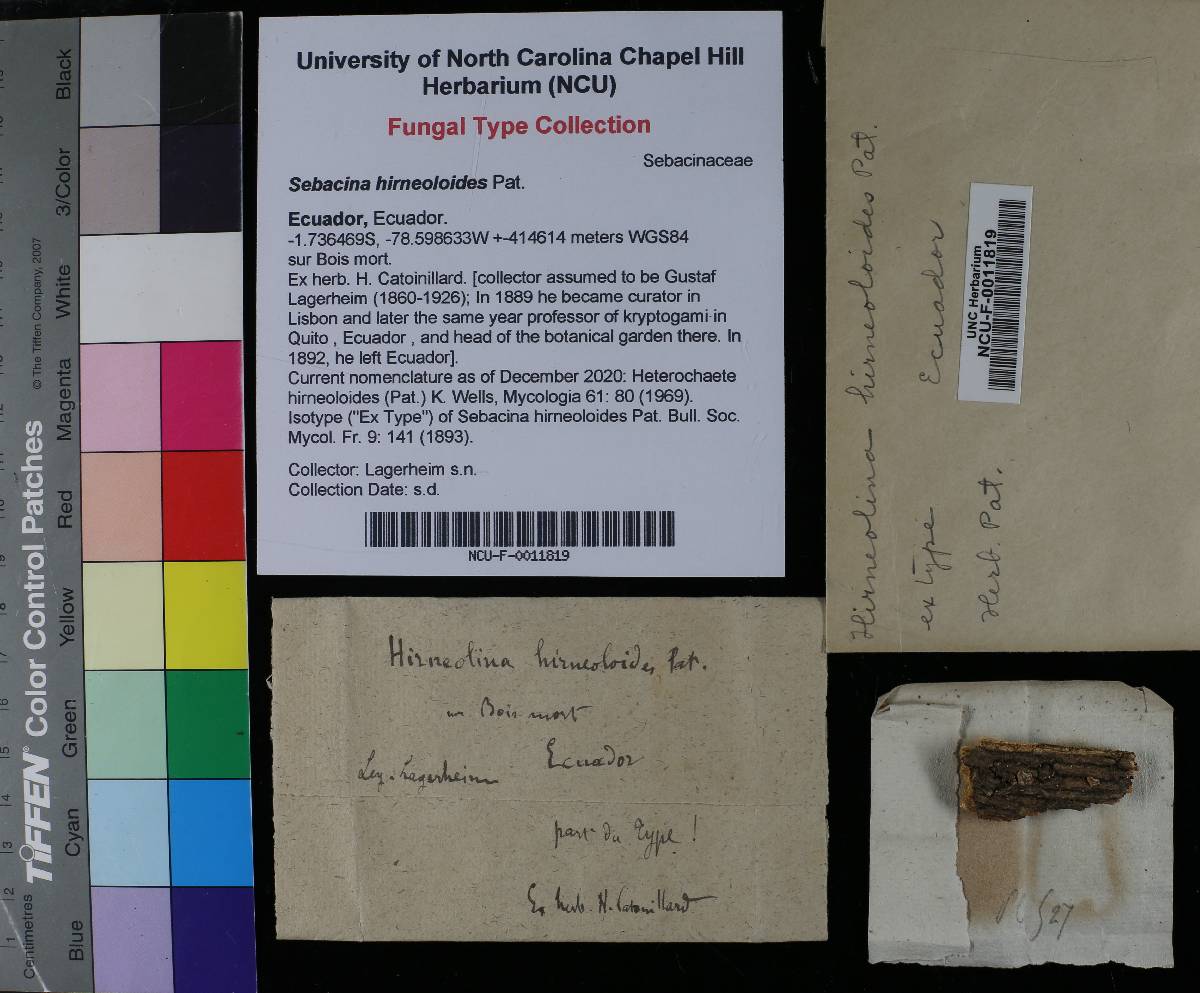 University of North Carolina Chapel Hill
Herbarium (NCU)
Fungal Type Collection
Sebacinaceae
Sebacina hirneoloides Pat.
Ecuador, Ecuador.
-1.736469S, -78.598633W +-414614 meters WGS84
sur Bois mort.
Ex herb. H. Catoinillard. [collector assumed to be Gustaf
Lagerheim (1860-1926); In 1889 he became curator in
Lisbon and later the same year professor of kryptogami in
Quito , Ecuador , and head of the botanical garden there. In
1892, he left Ecuador].
Current nomenclature as of December 2020: Heterochaete
hirneoloides (Pat.) K. Wells, Mycologia 61: 80 (1969).
Isotype ("Ex Type") of Sebacina hirneoloides Pat. Bull. Soc.
Mycol. Fr. 9: 141 (1893).
Collector: Lagerheim s.n.
Collection Date: s.d.
NCU-F-0011819
Hirneolina hirneoloides Pat.
Ecuador
ex type
Herb. Pat.
UNC Herbarium
NCU-F-0011819
Hirneolina hirneoloides Pat.
Bois mort
Ecuador
Leg. Lagerheim
part du Type !
Ex herb. H.
Centimetres
TIFFEN® Color Control Patches
© The Tiffen Company, 2007
Blue
Cyan
Green
Yellow
Red
Magenta
White
3/Color
Black